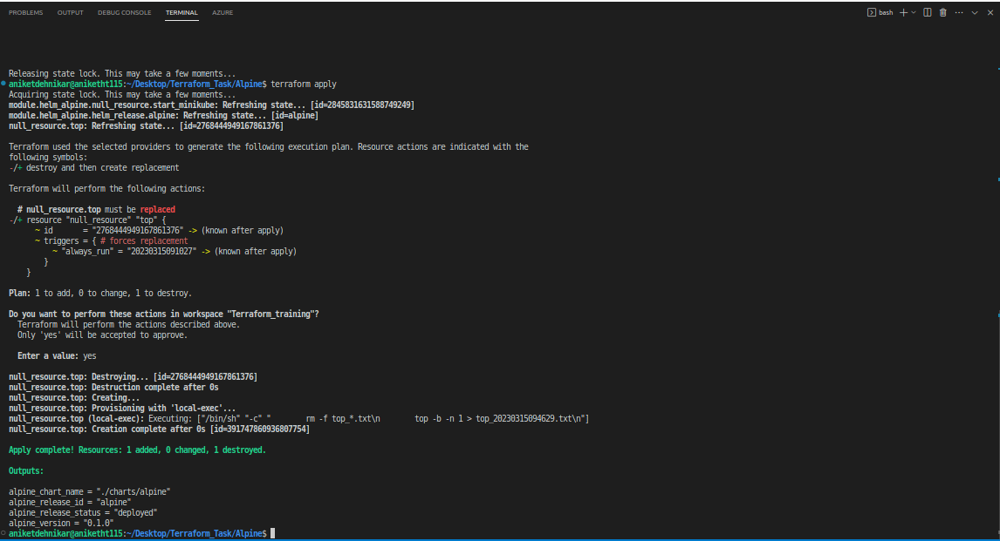 PROBLEMS OUTPUT DEBUG CONSOLE TERMINAL AZURE bash
Releasing state lock. This may take a few moments...
aniketdehnikar@aniketht115:~/Desktop/Terraform_Task/Alpine$ terraform apply
Acquiring state lock. This may take a few moments...
module.helm_alpine.null_resource.start_minikube: Refreshing state... [id=2845831631588749249]
module.helm_alpine.helm_release.alpine: Refreshing state... [id=alpine]
null_resource.top: Refreshing state... [id=2768444949167861376]
Terraform used the selected providers to generate the following execution plan. Resource actions are indicated with the
following symbols:
-/+ destroy and then create replacement
Terraform will perform the following actions:
# null_resource.top must be replaced
-/+ resource "null_resource" "top" {
~ id = "2768444949167861376" -> (known after apply)
~ triggers = { # forces replacement
~ "always_run" = "20230315091027" -> (known after apply)
}
}
Plan: 1 to add, 0 to change, 1 to destroy.
Do you want to perform these actions in workspace "Terraform_training"?
Terraform will perform the actions described above.
Only 'yes' will be accepted to approve.
Enter a value: yes
null_resource.top: Destroying... [id=2768444949167861376]
null_resource.top: Destruction complete after 0s
null_resource.top: Creating...
null_resource.top: Provisioning with 'local-exec'...
null_resource.top (local-exec): Executing: ["/bin/sh" "-c" " rm -f top_*.txt\n top -b -n 1 > top_20230315094629.txt\n"]
null_resource.top: Creation complete after 0s [id=391747860936807754]
Apply complete! Resources: 1 added, 0 changed, 1 destroyed.
Outputs:
alpine_chart_name = "./charts/alpine"
alpine_release_id = "alpine"
alpine_release_status = "deployed"
alpine_version = "0.1.0"
aniketdehnikar@aniketht115:~/Desktop/Terraform_Task/Alpine$